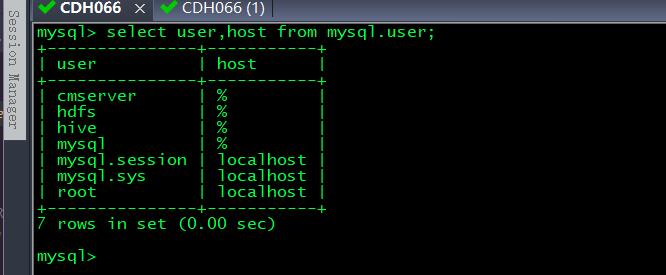 CDH066 CDH066 (1)
Session Manager
mysql> select user,host from mysql.user;
+---------------+-----------+
| user          | host      |
+---------------+-----------+
| cmserver      | %         |
| hdfs          | %         |
| hive          | %         |
| mysql         | %         |
| mysql.session | localhost |
| mysql.sys     | localhost |
| root          | localhost |
+---------------+-----------+
7 rows in set (0.00 sec)
mysql>